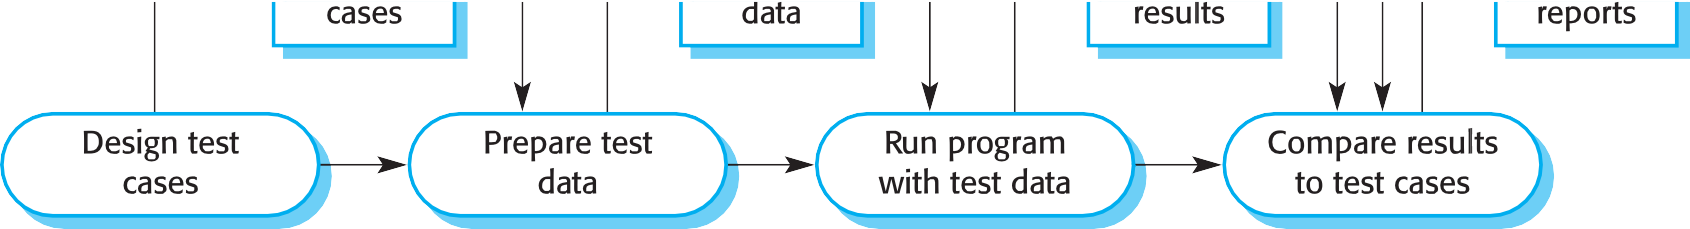 cases
data
results
reports
Design test
cases
Prepare test
data
Run program
with test data
Compare results
to test cases